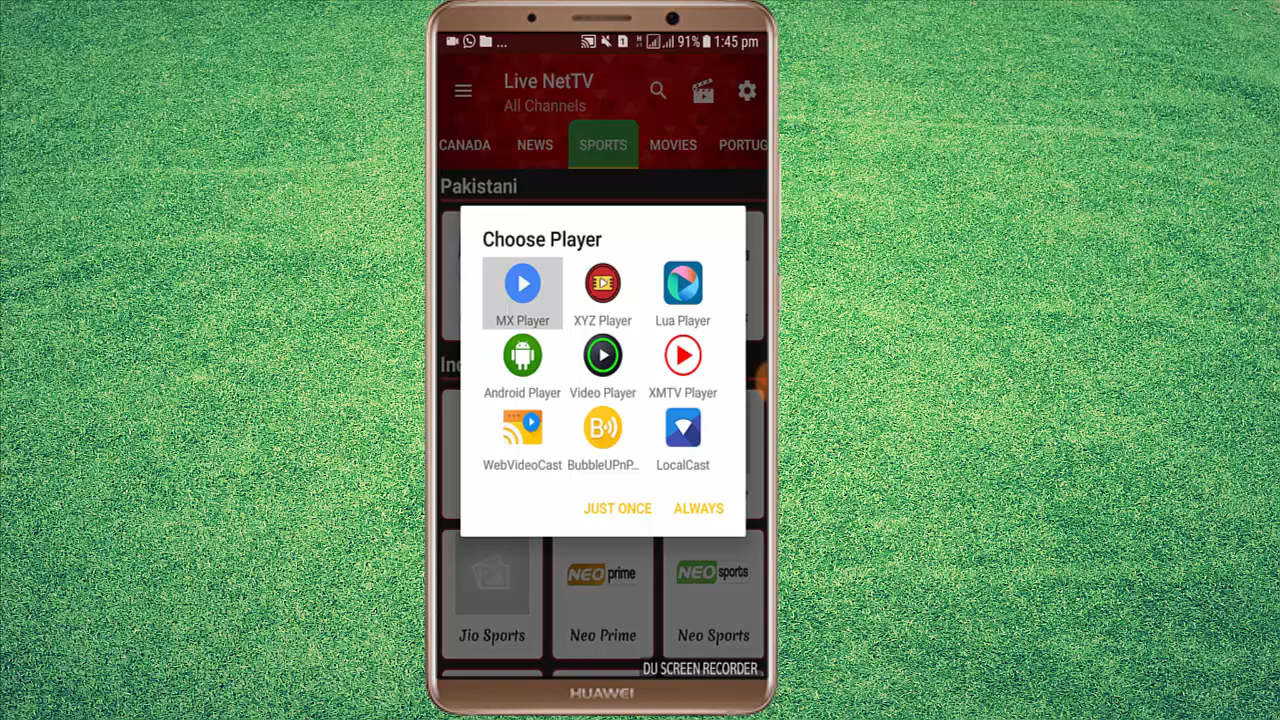 ... 1 H 91% 1:45 pm
Live NetTV
All Channels
CANADA NEWS SPORTS MOVIES PORTUG
Pakistani
Choose Player
MX Player XYZ Player Lua Player
Android Player Video Player XMTV Player
B
WebVideoCast BubbleUPnP... LocalCast
JUST ONCE ALWAYS
NEO prime NEO sports
Jio Sports Neo Prime Neo Sports
DU SCREEN RECORDER
HUAWEI